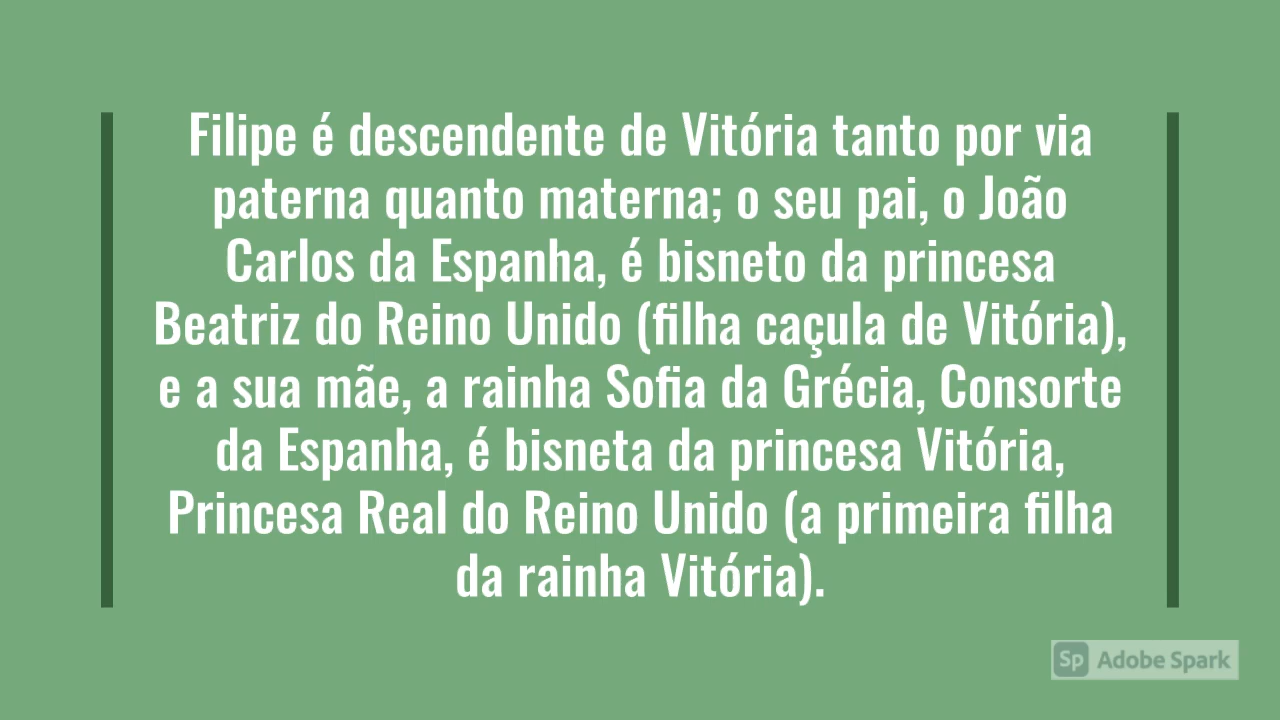 Filipe é descendente de Vitória tanto por via
paterna quanto materna; o seu pai, o João
Carlos da Espanha, é bisneto da princesa
Beatriz do Reino Unido (filha caçula de Vitória),
e a sua mãe, a rainha Sofia da Grécia, Consorte
da Espanha, é bisneta da princesa Vitória,
Princesa Real do Reino Unido (a primeira filha
da rainha Vitória).
Sp Adobe Spark